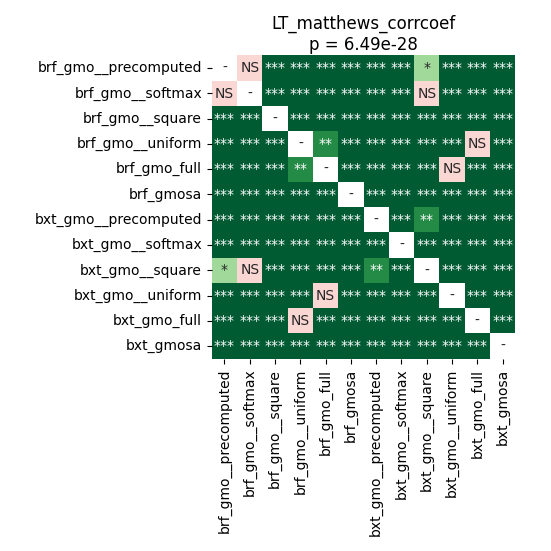 LT_matthews_corrcoef
p = 6.49e-28
brf_gmo__precomputed - NS *** *** *** *** *** *** * *** *** ***
brf_gmo__softmax NS - *** *** *** *** *** *** NS *** *** ***
brf_gmo__square *** *** - *** *** *** *** *** *** *** *** ***
brf_gmo__uniform *** *** *** - ** *** *** *** *** *** NS ***
brf_gmo_full *** *** *** ** - *** *** *** *** NS *** ***
brf_gmosa *** *** *** *** *** - *** *** *** *** *** ***
bxt_gmo__precomputed *** *** *** *** *** *** - *** ** *** *** ***
bxt_gmo__softmax *** *** *** *** *** *** *** - *** *** *** ***
bxt_gmo__square * NS *** *** *** *** ** *** - *** *** ***
bxt_gmo__uniform *** *** *** *** NS *** *** *** *** - *** ***
bxt_gmo_full *** *** *** NS *** *** *** *** *** *** - ***
bxt_gmosa *** *** *** *** *** *** *** *** *** *** *** -
brf_gmo__precomputed
brf_gmo__softmax
brf_gmo__square
brf_gmo__uniform
brf_gmo_full
brf_gmosa
bxt_gmo__precomputed
bxt_gmo__softmax
bxt_gmo__square
bxt_gmo__uniform
bxt_gmo_full
bxt_gmosa